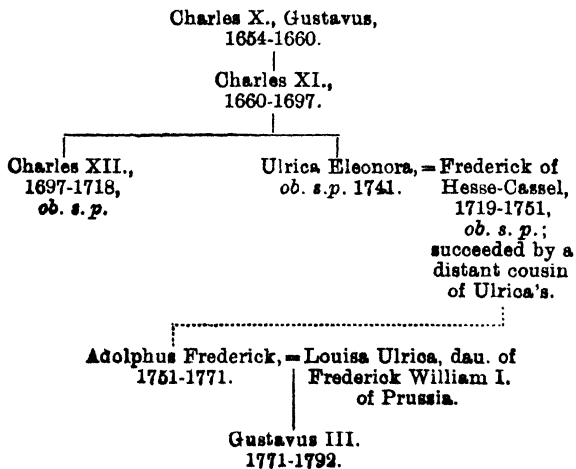 Charles X., Gustavus,
1654-1660.
Charles XI.,
1660-1697.
Charles XII.,
1697-1718,
ob. s. p.
Ulrica Eleonora, =
ob. s.p. 1741.
Frederick of
Hesse-Cassel,
1719-1751,
ob. s. p.;
succeeded by a
distant cousin
of Ulrica's.
Adolphus Frederick, = Louisa Ulrica, dau. of
1751-1771.
Frederick William I.
of Prussia.
Gustavus III.
1771-1792.